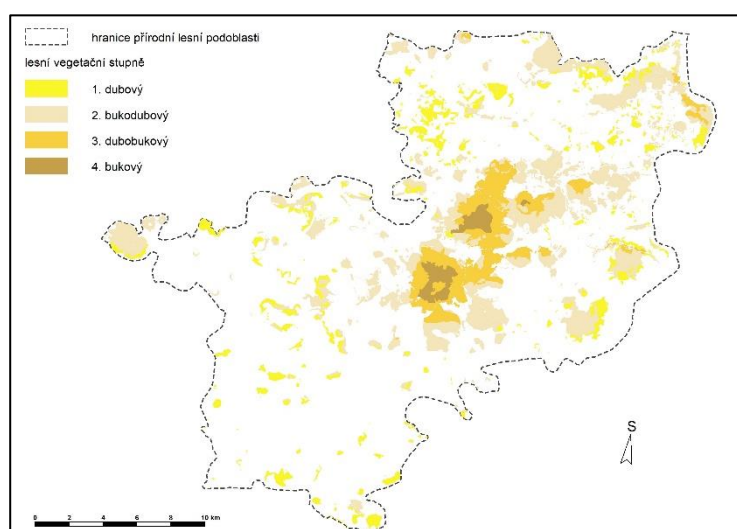 hranice přírodní lesní podoblasti
lesní vegetační stupně
1. dubový
2. bukodubový
3. dubobukový
4. bukový
S
0 2 4 6 8 10 km